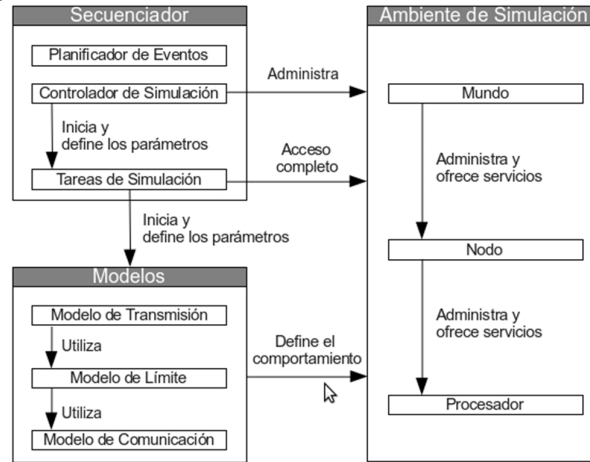 Secuenciador
Planificador de Eventos
Controlador de Simulación
Inicia y
define los parámetros
Tareas de Simulación
Inicia y
define los parámetros
Modelos
Modelo de Transmisión
Utiliza
Modelo de Límite
Utiliza
Modelo de Comunicación
Administra
Acceso
completo
Define el
comportamiento
Ambiente de Simulación
Mundo
Administra y
ofrece servicios
Nodo
Administra y
ofrece servicios
Procesador